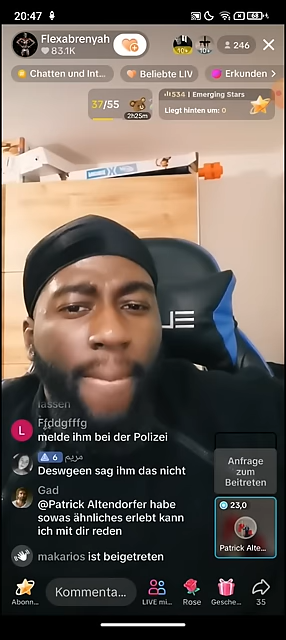 20:47
68
Flexabrenyah
83.1K
10+
10+
246
Chatten und Int...
Beliebte LIV
Erkunden
37/55
2h25m
534 | Emerging Stars
Liegt hinten um: 0
lassen
Ffddgfffg
L
melde ihm bei der Polizei
6 مريم
Deswgeen sag ihm das nicht
Gad
@Patrick Altendorfer habe
sowas ähnliches erlebt kann
ich mit dir reden
makarios ist beigetreten
Anfrage
zum
Beitreten
23,0
Patrick Alte...
Abonn...
Kommenta...
LIVE mi...
Rose
Gesche...
35